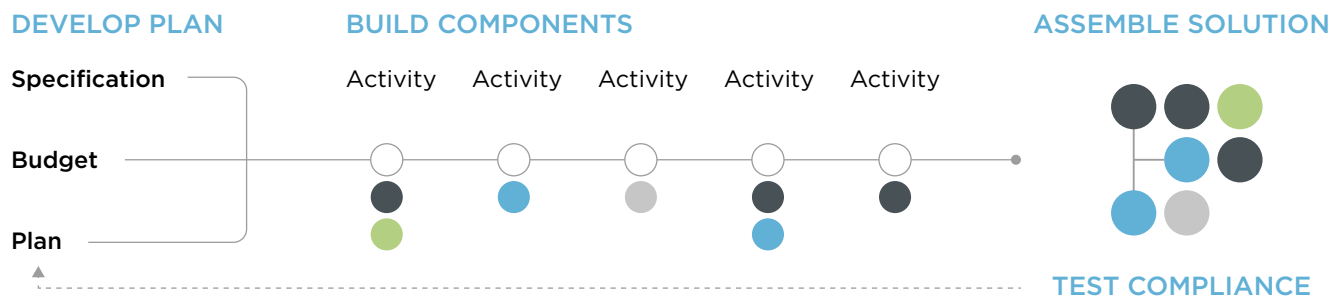 DEVELOP PLAN BUILD COMPONENTS ASSEMBLE SOLUTION
Specification Activity Activity Activity Activity Activity
Budget
Plan
TEST COMPLIANCE